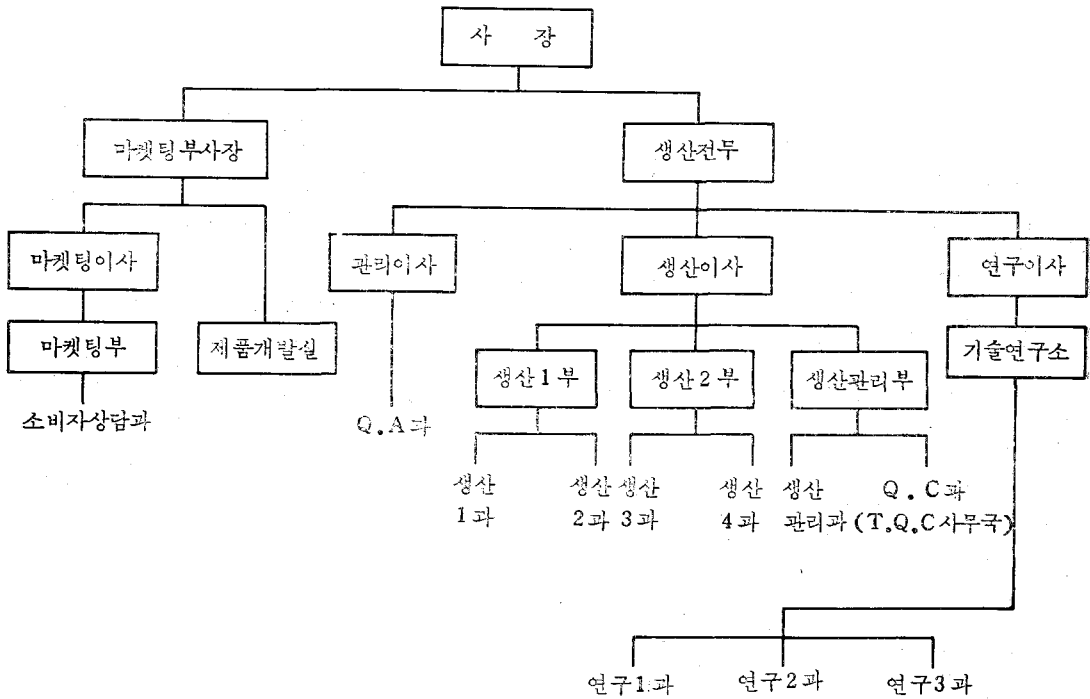 사 장
마켓팅부사장
생산전무
마켓팅이사
관리이사
생산이사
연구이사
마켓팅부
제품개발실
생산1부
생산2부
생산관리부
기술연구소
소비자상담과
Q.A과
생산
1과
생산
2과
생산
3과
생산
4과
생산
관리과
Q.C과
(T.Q.C사무국)
연구1과
연구2과
연구3과